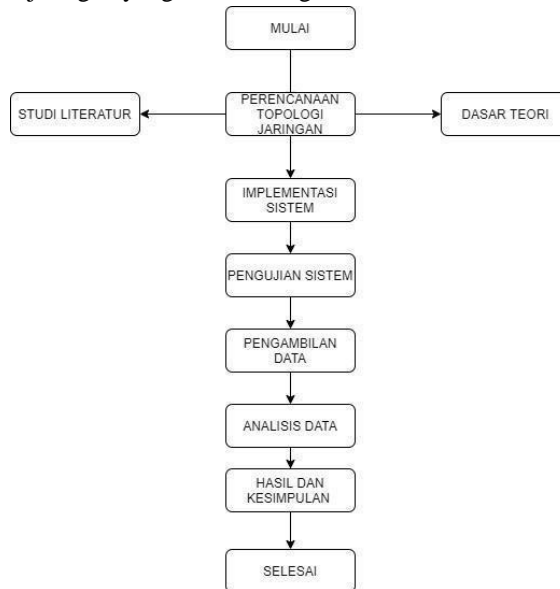 MULAI
STUDI LITERATUR
PERENCANAAN
TOPOLOGI
JARINGAN
DASAR TEORI
IMPLEMENTASI
SISTEM
PENGUJIAN SISTEM
PENGAMBILAN
DATA
ANALISIS DATA
HASIL DAN
KESIMPULAN
SELESAI